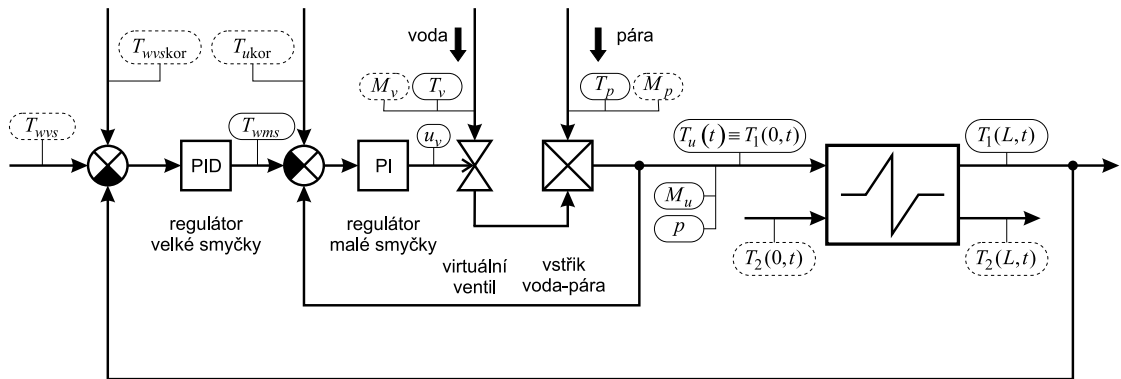 voda
pára
T_wvskor
T_ukor
M_v
T_v
T_p
M_p
T_wvs
T_wms
u_v
T_u(t) ≡ T_1(0,t)
T_1(L,t)
PID
PI
M_u
p
regulátor
velké smyčky
regulátor
malé smyčky
T_2(0,t)
T_2(L,t)
virtuální
ventil
vstřik
voda-pára